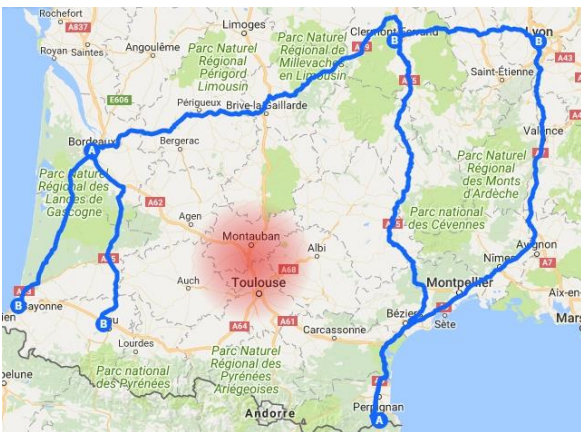 Rochefort
A837
Royan Saintes
Angoulême
Limoges
Parc Naturel
Régional
Périgord
Limousin
Parc Naturel
Régional de
Millevaches
en Limousin
Clermont-Ferrand
B
Lyon
B
A43
Saint-Étienne
E606
Périgueux
Brive-la-Gaillarde
Bordeaux
A
Bergerac
Valence
Parc Naturel
Régional des
Landes de
Gascogne
A62
Agen
Montauban
Albi
A68
Toulouse
Auch
A64
A61
Carcassonne
Parc Naturel
Régional
des Monts
d'Ardèche
Parc national
des Cévennes
Avignon
Nîmes
A7
Montpellier
Aix-en
Mars
Béziers
Sète
B
Bayonne
B
Lourdes
Parc national
des Pyrénées
Parc Naturel
Régional des
Pyrénées
Ariégeoises
Andorre
Perpignan
A